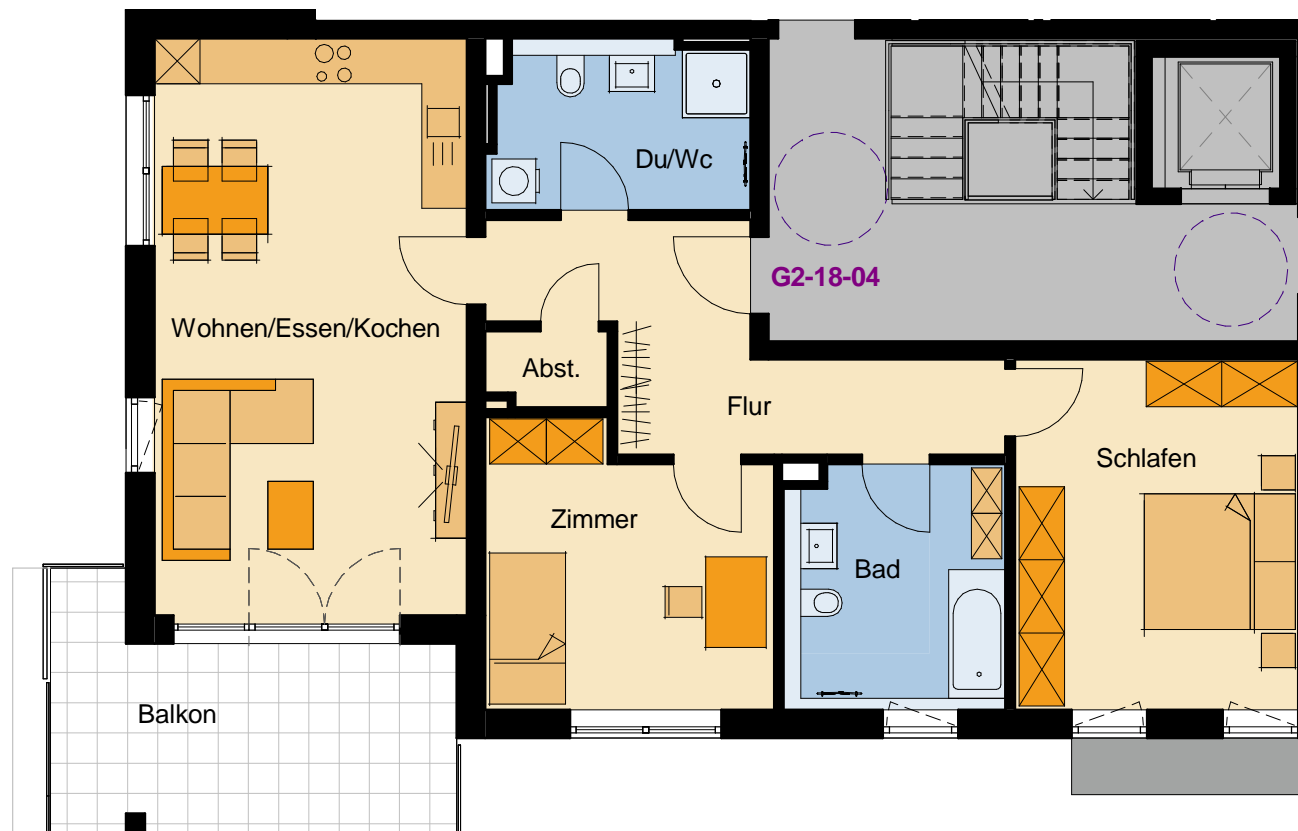 Du/Wc
G2-18-04
Wohnen/Essen/Kochen
Abst.
Flur
Schlafen
Zimmer
Bad
Balkon